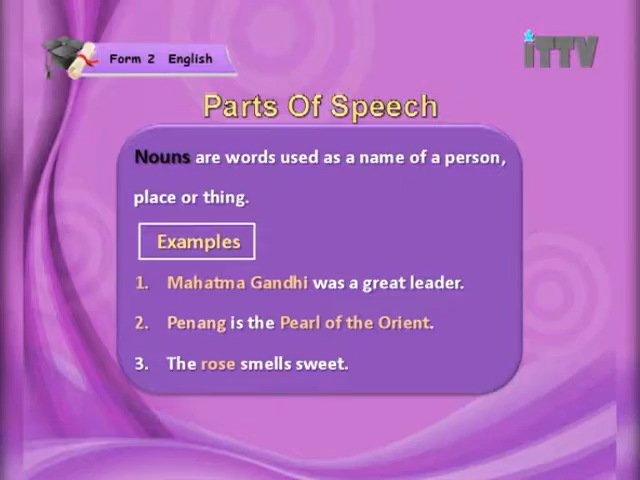 Form 2 English
iTTV
Parts Of Speech
Nouns are words used as a name of a person,
place or thing.
Examples
1. Mahatma Gandhi was a great leader.
2. Penang is the Pearl of the Orient.
3. The rose smells sweet.